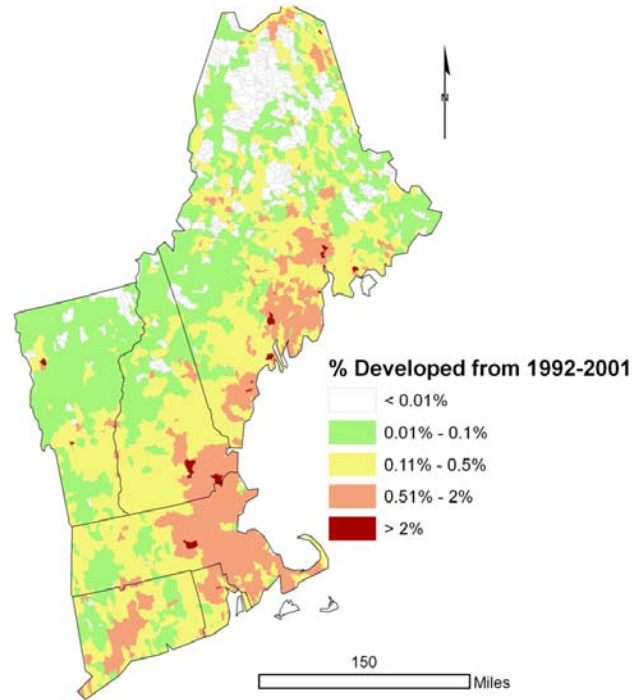 N
% Developed from 1992-2001
< 0.01%
0.01% - 0.1%
0.11% - 0.5%
0.51% - 2%
> 2%
150
Miles